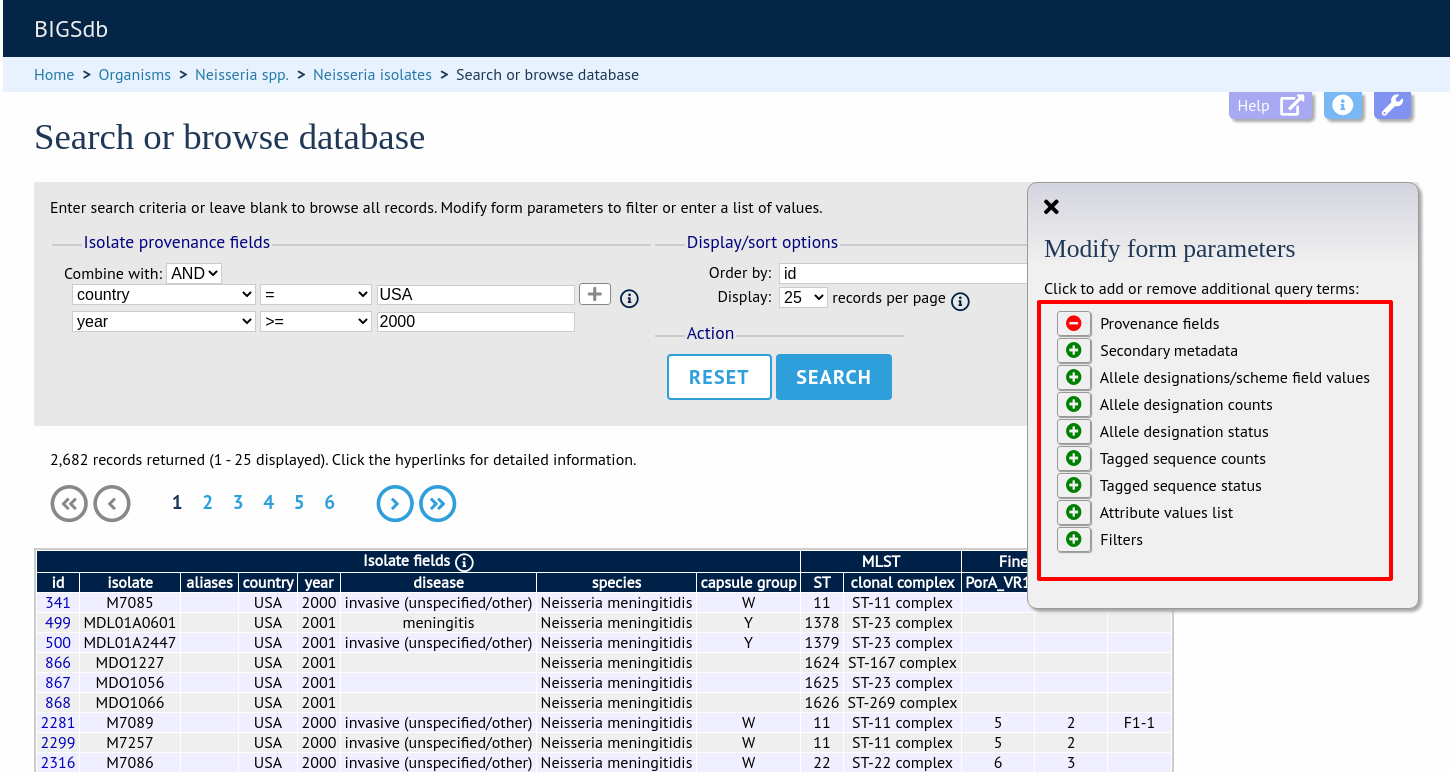 BIGSdb
Home > Organisms > Neisseria spp. > Neisseria isolates > Search or browse database
Help
Search or browse database
Enter search criteria or leave blank to browse all records. Modify form parameters to filter or enter a list of values.
Isolate provenance fields
Combine with: AND
country = USA
year >= 2000
Display/sort options
Order by: id
Display: 25 records per page
Action
RESET SEARCH
Modify form parameters
Click to add or remove additional query terms:
Provenance fields
Secondary metadata
Allele designations/scheme field values
Allele designation counts
Allele designation status
Tagged sequence counts
Tagged sequence status
Attribute values list
Filters
2,682 records returned (1 - 25 displayed). Click the hyperlinks for detailed information.
1 2 3 4 5 6
Isolate fields MLST Fine
id isolate aliases country year disease species capsule group ST clonal complex PorA_VR1
341 M7085 USA 2000 invasive (unspecified/other) Neisseria meningitidis W 11 ST-11 complex
499 MDL01A0601 USA 2001 meningitis Neisseria meningitidis Y 1378 ST-23 complex
500 MDL01A2447 USA 2001 invasive (unspecified/other) Neisseria meningitidis Y 1379 ST-23 complex
866 MDO1227 USA 2001 Neisseria meningitidis 1624 ST-167 complex
867 MDO1056 USA 2001 Neisseria meningitidis 1625 ST-23 complex
868 MDO1066 USA 2001 Neisseria meningitidis 1626 ST-269 complex
2281 M7089 USA 2000 invasive (unspecified/other) Neisseria meningitidis W 11 ST-11 complex 5 2 F1-1
2299 M7257 USA 2000 invasive (unspecified/other) Neisseria meningitidis W 11 ST-11 complex 5 2
2316 M7086 USA 2000 invasive (unspecified/other) Neisseria meningitidis W 22 ST-22 complex 6 3